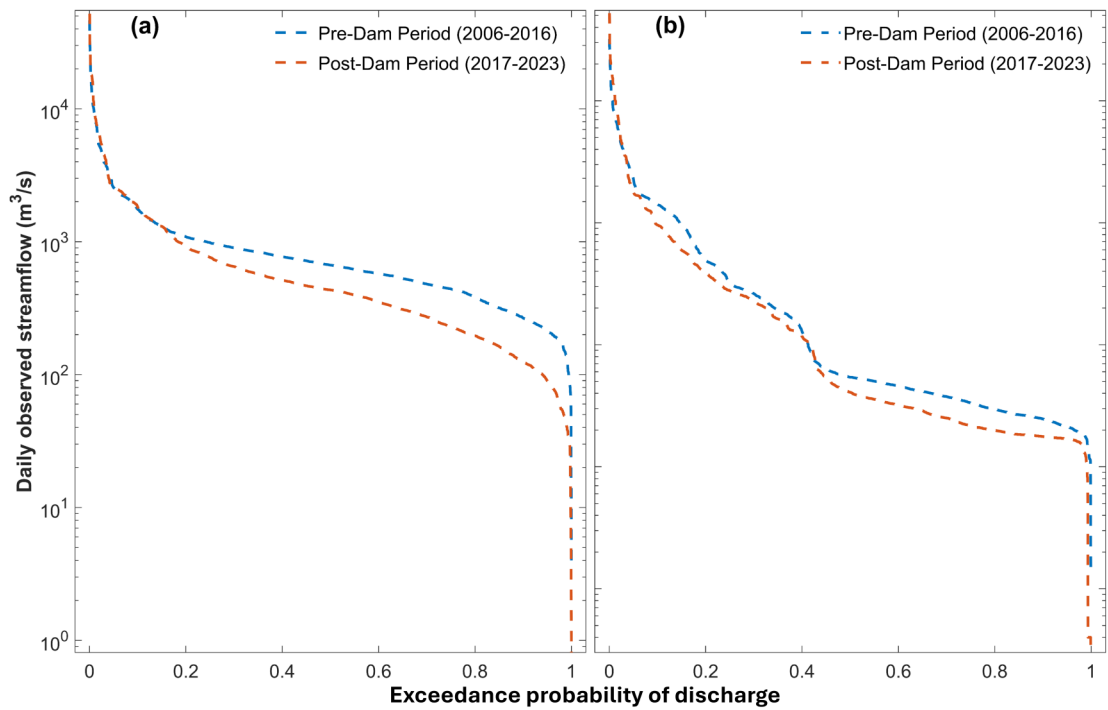 (a)
Pre-Dam Period (2006-2016)
Post-Dam Period (2017-2023)
(b)
Pre-Dam Period (2006-2016)
Post-Dam Period (2017-2023)
Daily observed streamflow (m³/s)
10⁴
10³
10²
10¹
10⁰
0 0.2 0.4 0.6 0.8 1
0 0.2 0.4 0.6 0.8 1
Exceedance probability of discharge